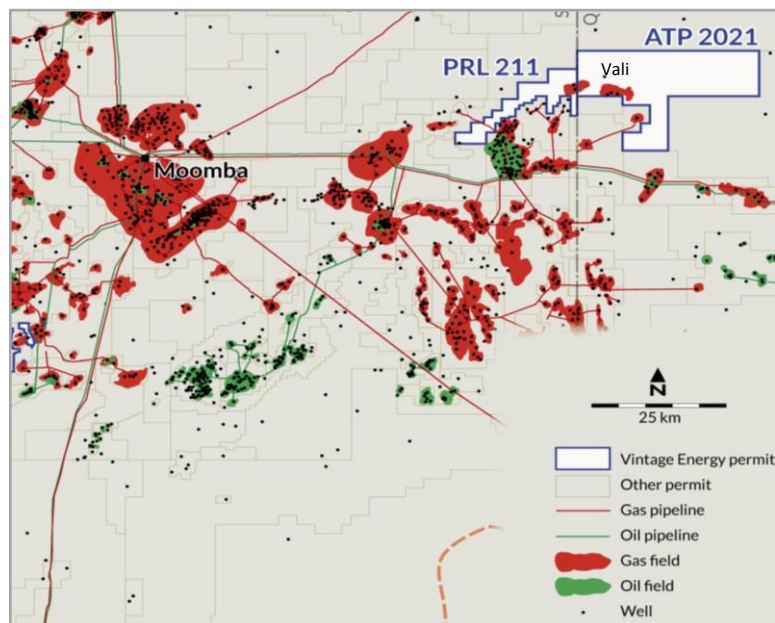 S
Q
ATP 2021
PRL 211
Yali
Moomba
N
25 km
Vintage Energy permit
Other permit
Gas pipeline
Oil pipeline
Gas field
Oil field
Well